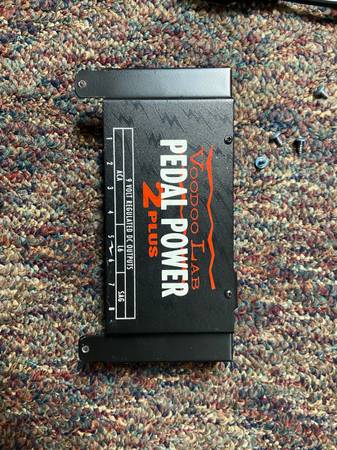 VOODOO LAB
PEDAL POWER
2 PLUS
9 VOLT REGULATED DC OUTPUTS
ACA L6 SAG
1 2 3 4 5 ~ 6 7 8